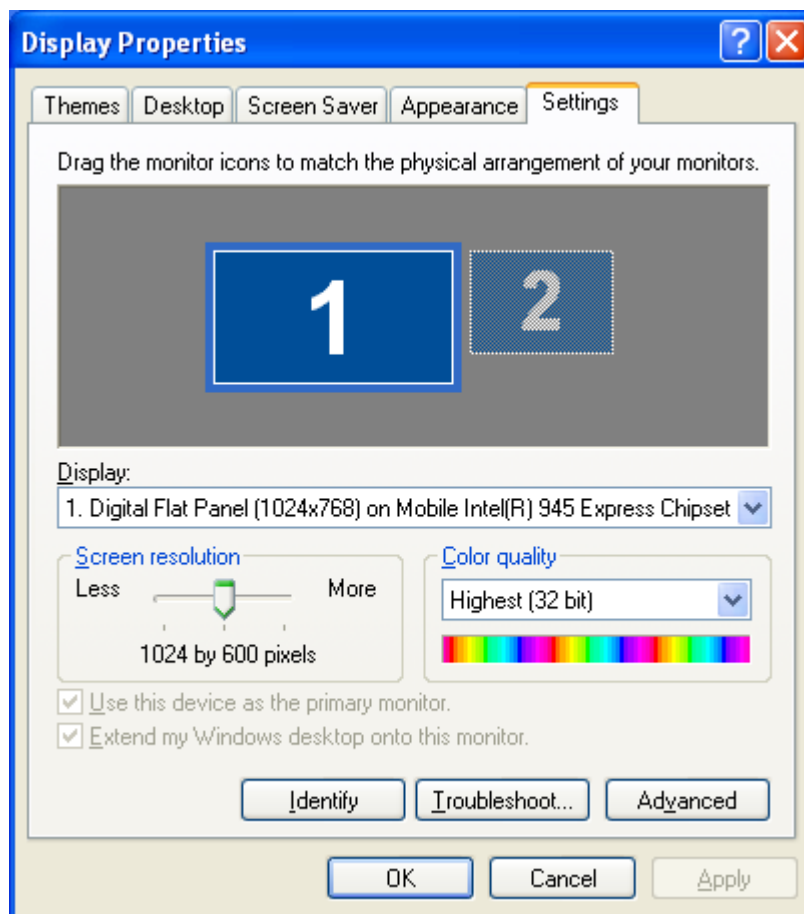 Display Properties
Themes Desktop Screen Saver Appearance Settings
Drag the monitor icons to match the physical arrangement of your monitors.
1 2
Display:
1. Digital Flat Panel (1024x768) on Mobile Intel(R) 945 Express Chipset
Screen resolution
Less More
1024 by 600 pixels
Color quality
Highest (32 bit)
Use this device as the primary monitor.
Extend my Windows desktop onto this monitor.
Identify Troubleshoot... Advanced
OK Cancel Apply